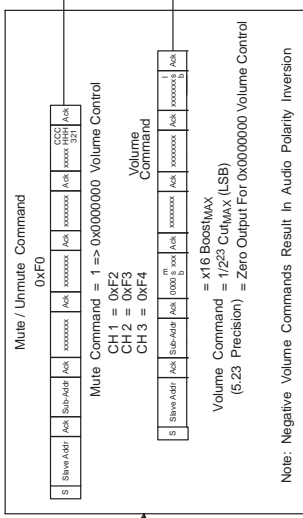 Mute / Unmute Command
0xF0
S Slave Addr Ack Sub-Addr Ack xxxxxxxx Ack xxxxxxxx Ack xxxxxxxx Ack xxxxx CCC HHH 321 Ack
Mute Command = 1 => 0x0000000 Volume Control
CH 1 = 0xF2
CH 2 = 0xF3
CH 3 = 0xF4
Volume
Command
S Slave Addr Ack Sub-Addr Ack 0000 m s b xxx Ack xxxxxxxx Ack xxxxxxxx Ack xxxxxxx l s b Ack
Volume Command = x16 BoostMAX
= 1/2^23 CutMAX (LSB)
(5.23 Precision) = Zero Output For 0x0000000 Volume Control
Note: Negative Volume Commands Result In Audio Polarity Inversion